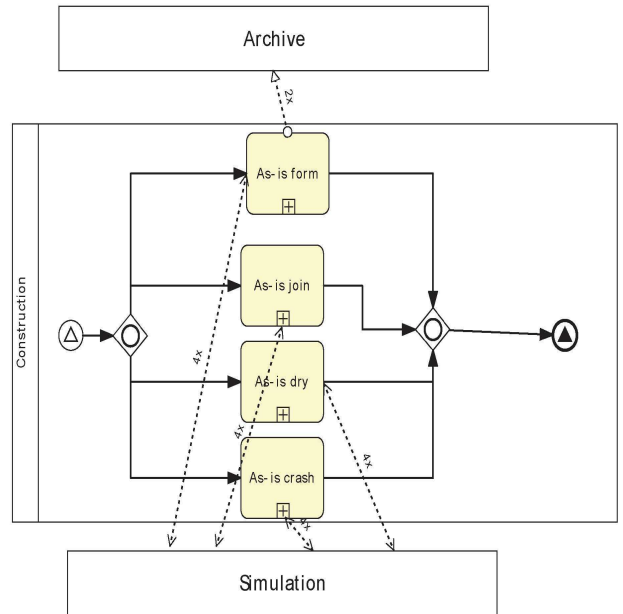 Archive
2x
Construction
As- is form
As- is join
4x
As- is dry
4x
4x
As- is crash
4x
Simulation